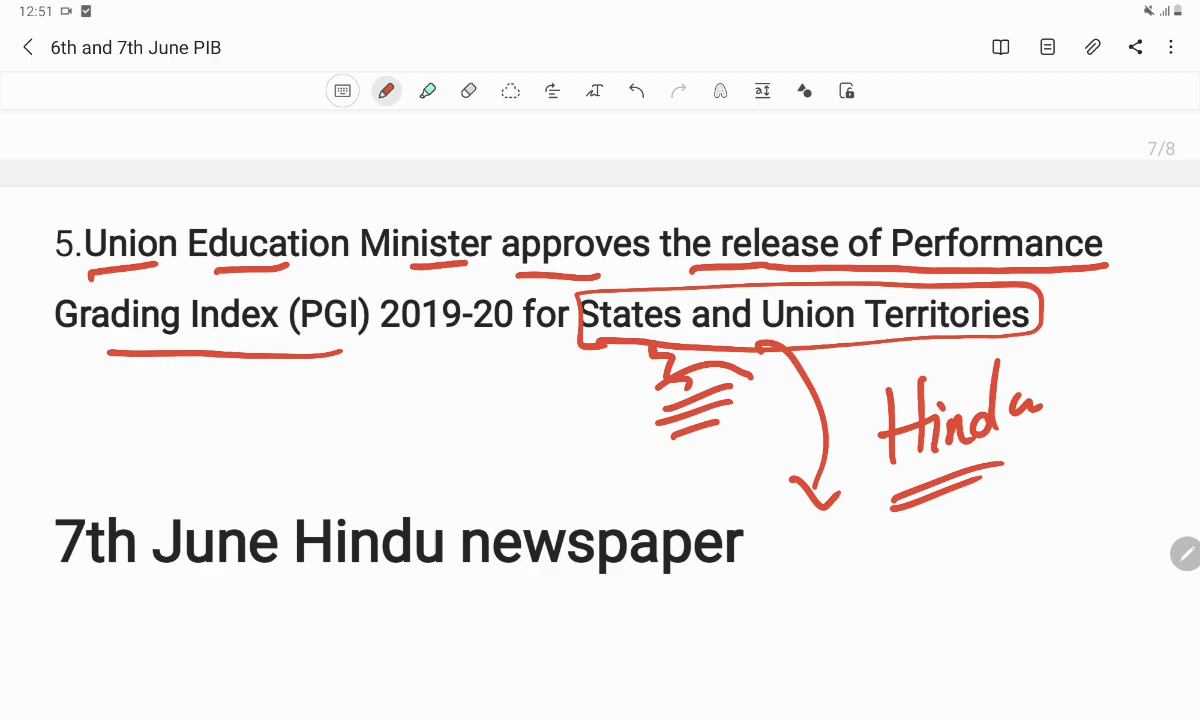 12:51
6th and 7th June PIB
7/8
5.Union Education Minister approves the release of Performance
Grading Index (PGI) 2019-20 for States and Union Territories
Hindu
7th June Hindu newspaper